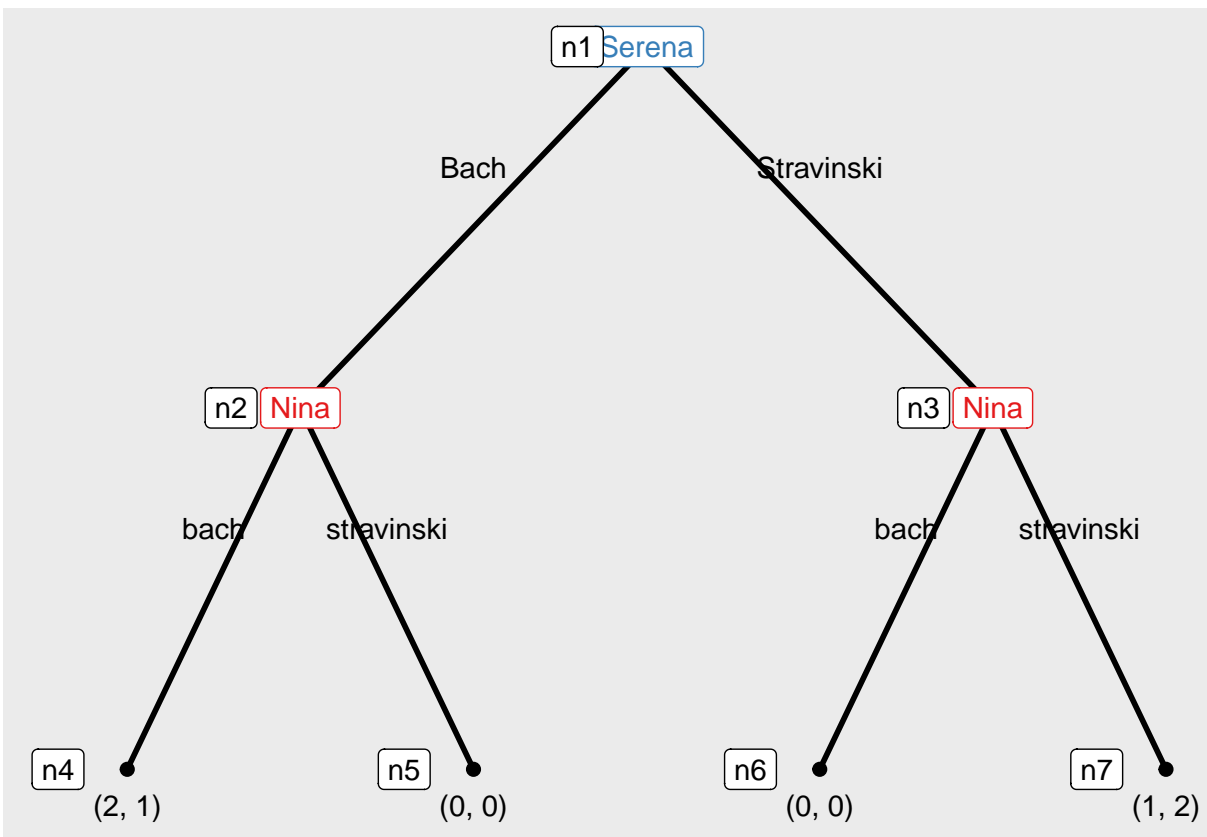 n1 Serena
Bach Stravinski
n2 Nina n3 Nina
bach stravinski bach stravinski
n4 n5 n6 n7
(2, 1) (0, 0) (0, 0) (1, 2)